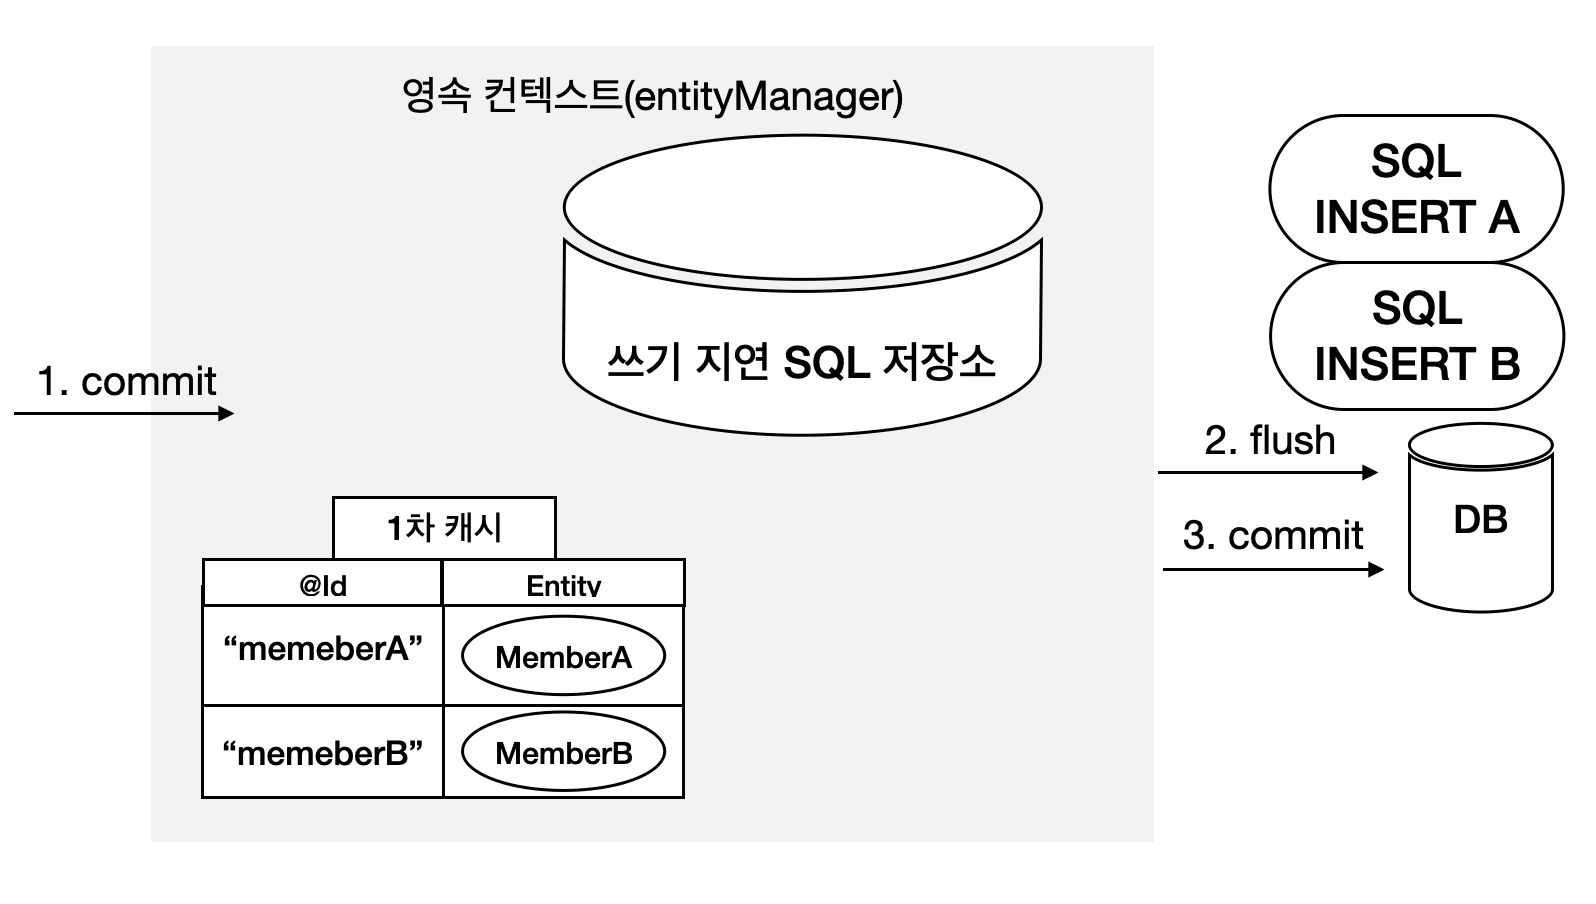 영속 컨텍스트(entityManager)
SQL
INSERT A
SQL
INSERT B
쓰기 지연 SQL 저장소
1. commit
2. flush
3. commit
DB
1차 캐시
@Id
Entity
“memeberA”
MemberA
“memeberB”
MemberB